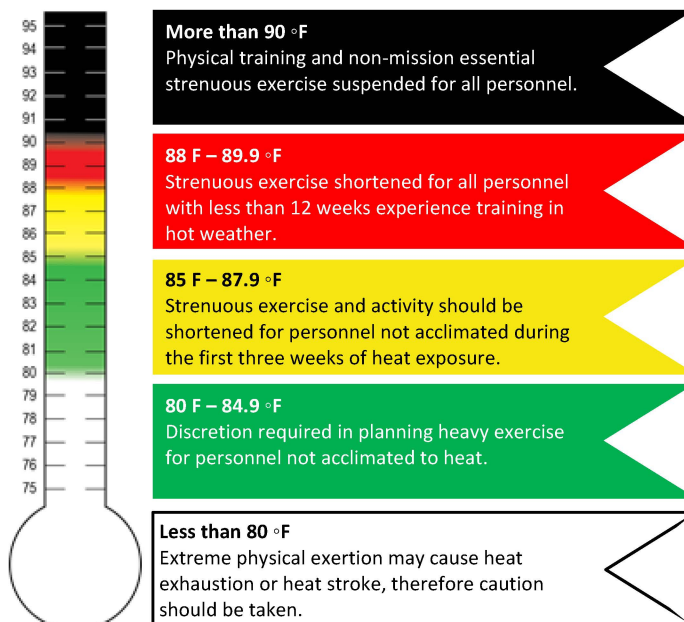 95
94
93
92
91
90
89
88
87
86
85
84
83
82
81
80
79
78
77
76
75
More than 90 °F
Physical training and non-mission essential
strenuous exercise suspended for all personnel.
88 F – 89.9 °F
Strenuous exercise shortened for all personnel
with less than 12 weeks experience training in
hot weather.
85 F – 87.9 °F
Strenuous exercise and activity should be
shortened for personnel not acclimated during
the first three weeks of heat exposure.
80 F – 84.9 °F
Discretion required in planning heavy exercise
for personnel not acclimated to heat.
Less than 80 °F
Extreme physical exertion may cause heat
exhaustion or heat stroke, therefore caution
should be taken.